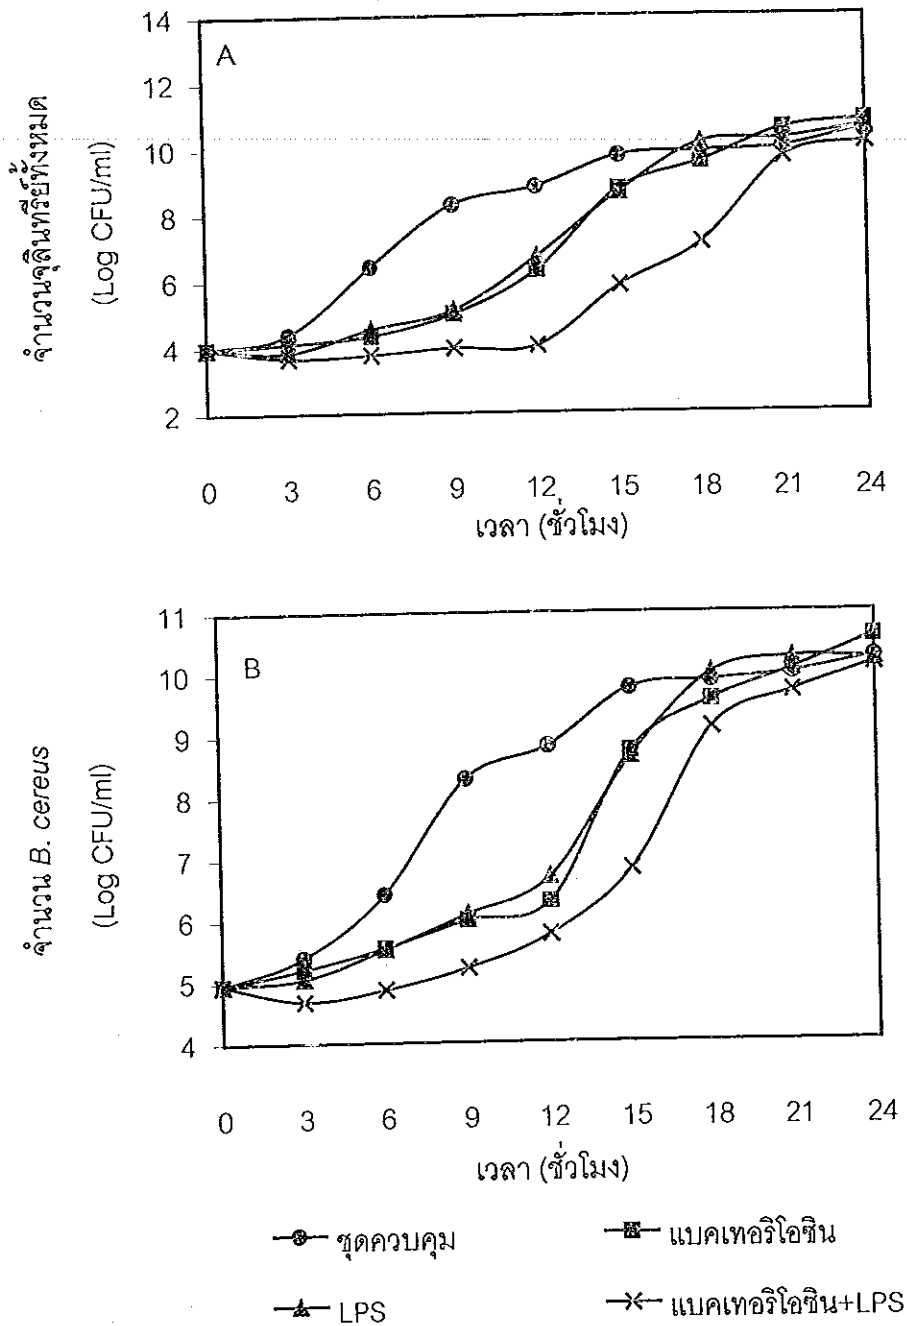 A
จำนวนจุลินทรีย์ทั้งหมด
(Log CFU/ml)
14
12
10
8
6
4
2
0 3 6 9 12 15 18 21 24
เวลา (ชั่วโมง)
B
จำนวน B. cereus
(Log CFU/ml)
11
10
9
8
7
6
5
4
0 3 6 9 12 15 18 21 24
เวลา (ชั่วโมง)
ชุดควบคุม แบคเทอริโอซิน
LPS แบคเทอริโอซิน+LPS